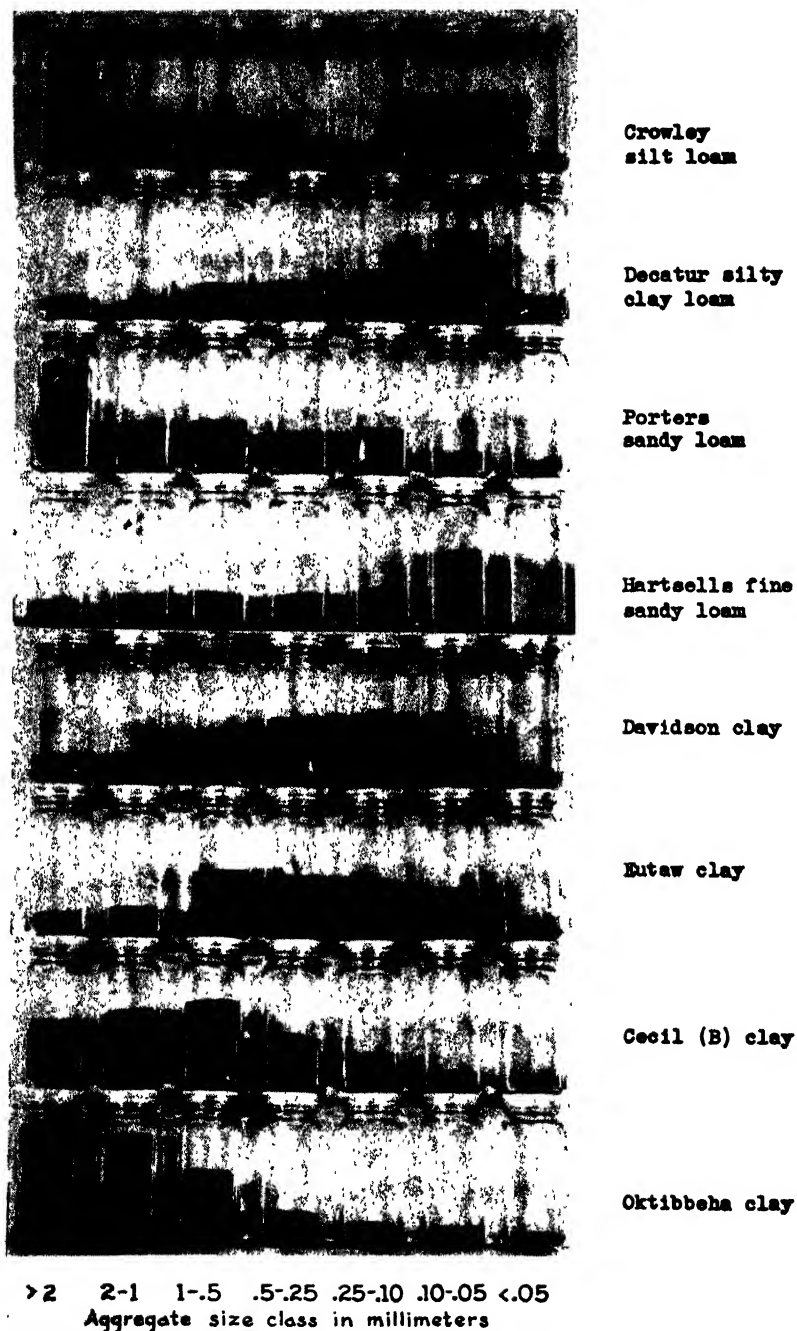 Crowley
silt loam
Decatur silty
clay loam
Porters
sandy loam
Hartsells fine
sandy loam
Davidson clay
Eutaw clay
Cecil (B) clay
Oktibbeha clay
>2 2-1 1-.5 .5-.25 .25-.10 .10-.05 <.05
Aggregate size class in millimeters